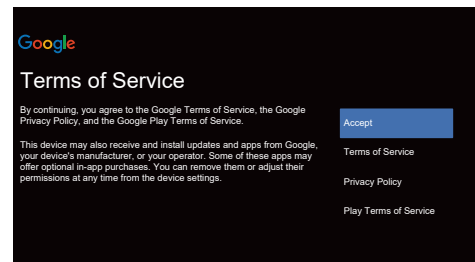 Google
Terms of Service
By continuing, you agree to the Google Terms of Service, the Google
Privacy Policy, and the Google Play Terms of Service.
This device may also receive and install updates and apps from Google,
your device's manufacturer, or your operator. Some of these apps may
offer optional in-app purchases. You can remove them or adjust their
permissions at any time from the device settings.
Accept
Terms of Service
Privacy Policy
Play Terms of Service